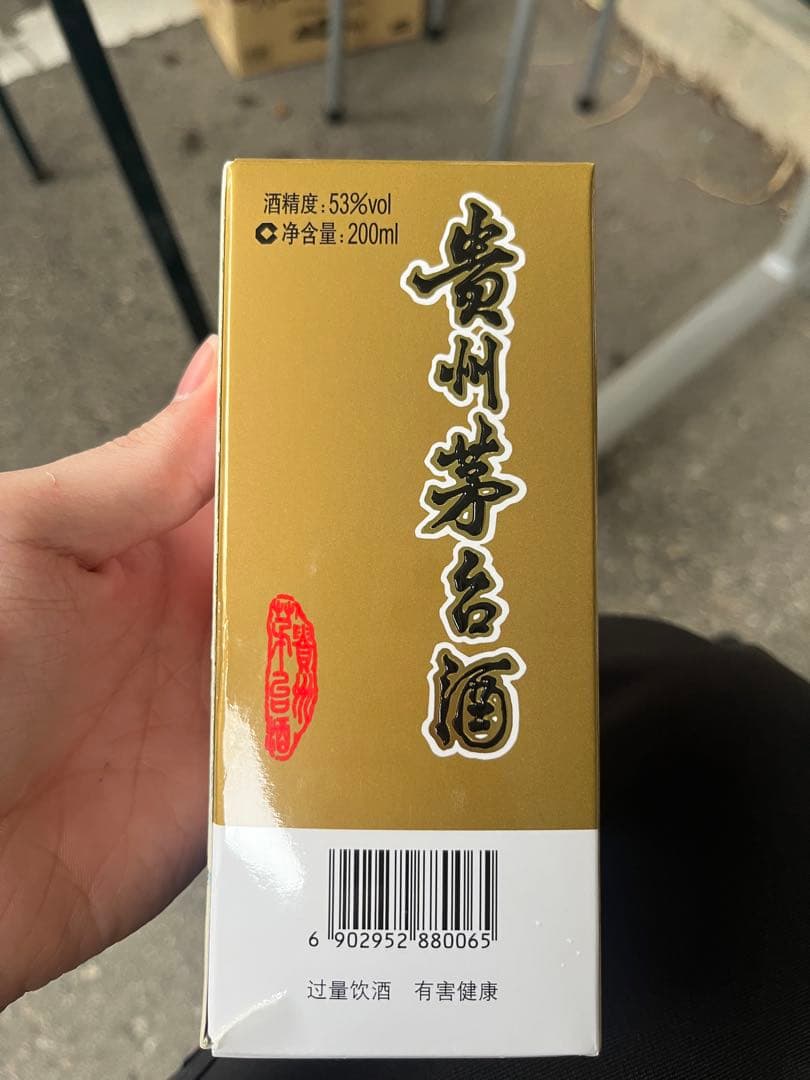 酒精度:53%vol
净含量:200ml
贵州茅台酒
貴州
茅台酒
6 902952 880065
过量饮酒 有害健康